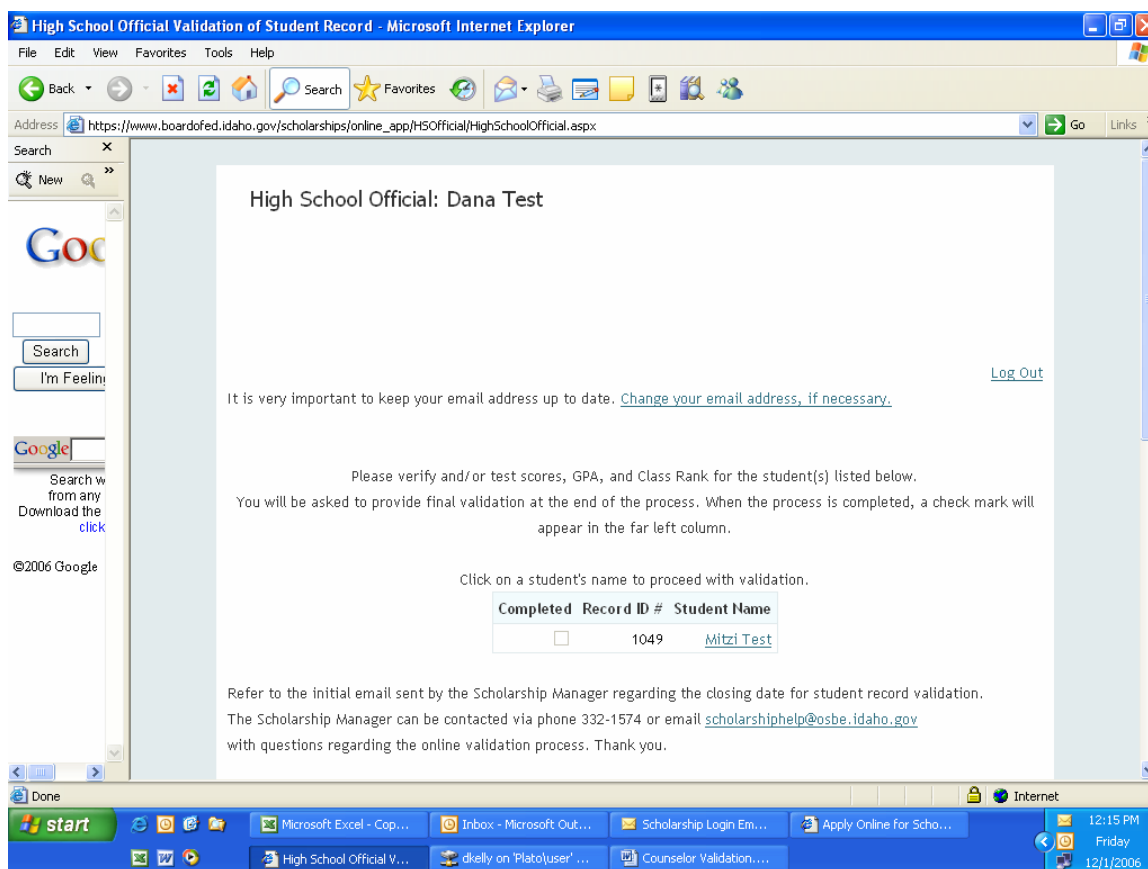 High School Official Validation of Student Record - Microsoft Internet Explorer
File Edit View Favorites Tools Help
Back Search Favorites
Address https://www.boardofed.idaho.gov/scholarships/online_app/HSOfficial/HighSchoolOfficial.aspx Go Links
Search
New
Goo
Search
I'm Feeling
Google
Search w
from any
Download the
click
©2006 Google
High School Official: Dana Test
Log Out
It is very important to keep your email address up to date. Change your email address, if necessary.
Please verify and/or test scores, GPA, and Class Rank for the student(s) listed below.
You will be asked to provide final validation at the end of the process. When the process is completed, a check mark will
appear in the far left column.
Click on a student's name to proceed with validation.
Completed Record ID # Student Name
1049 Mitzi Test
Refer to the initial email sent by the Scholarship Manager regarding the closing date for student record validation.
The Scholarship Manager can be contacted via phone 332-1574 or email scholarshiphelp@osbe.idaho.gov
with questions regarding the online validation process. Thank you.
Done Internet
start Microsoft Excel - Cop... Inbox - Microsoft Out... Scholarship Login Em... Apply Online for Scho... 12:15 PM
Friday
High School Official V... dkelly on 'Plato\user' ... Counselor Validation.... 12/1/2006